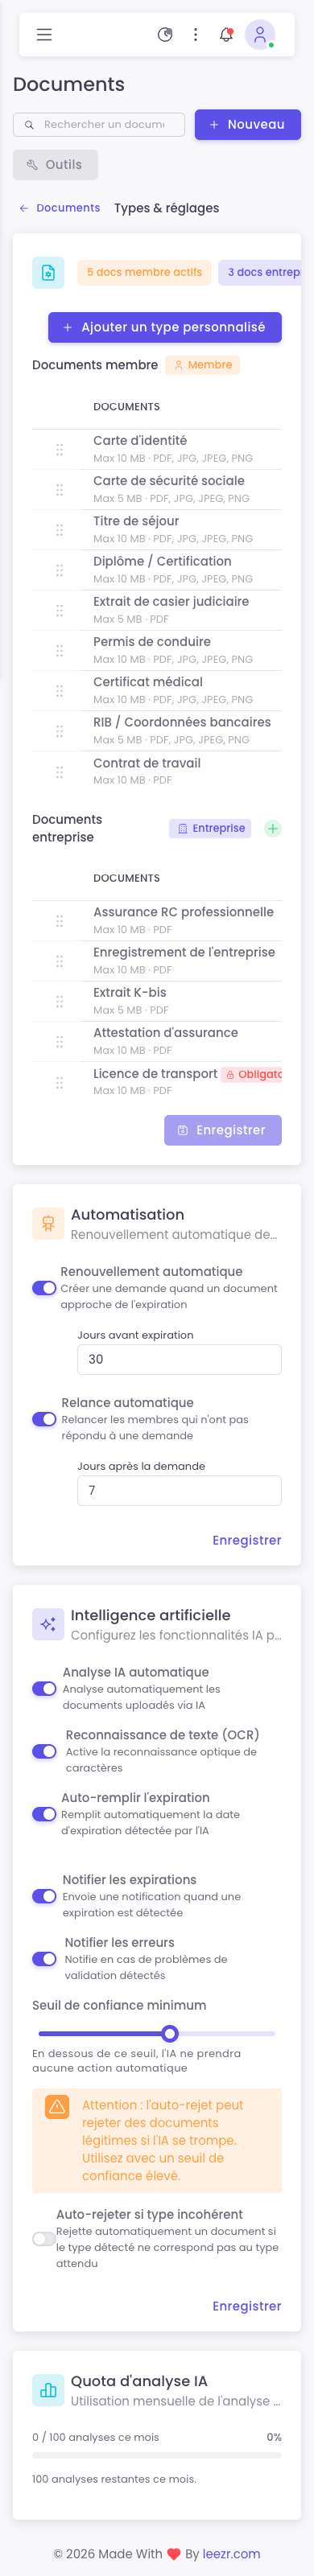 Documents
Rechercher un docume
Nouveau
Outils
Documents
Types & réglages
5 docs membre actifs
3 docs entrep
Ajouter un type personnalisé
Documents membre
Membre
DOCUMENTS
Carte d'identité
Max 10 MB · PDF, JPG, JPEG, PNG
Carte de sécurité sociale
Max 5 MB · PDF, JPG, JPEG, PNG
Titre de séjour
Max 10 MB · PDF, JPG, JPEG, PNG
Diplôme / Certification
Max 10 MB · PDF, JPG, JPEG, PNG
Extrait de casier judiciaire
Max 5 MB · PDF
Permis de conduire
Max 10 MB · PDF, JPG, JPEG, PNG
Certificat médical
Max 10 MB · PDF, JPG, JPEG, PNG
RIB / Coordonnées bancaires
Max 5 MB · PDF, JPG, JPEG, PNG
Contrat de travail
Max 10 MB · PDF
Documents
entreprise
Entreprise
DOCUMENTS
Assurance RC professionnelle
Max 10 MB · PDF
Enregistrement de l'entreprise
Max 10 MB · PDF
Extrait K-bis
Max 5 MB · PDF
Attestation d'assurance
Max 10 MB · PDF
Licence de transport
Obligato
Max 10 MB · PDF
Enregistrer
Automatisation
Renouvellement automatique de...
Renouvellement automatique
Créer une demande quand un document
approche de l'expiration
Jours avant expiration
30
Relance automatique
Relancer les membres qui n'ont pas
répondu à une demande
Jours après la demande
7
Enregistrer
Intelligence artificielle
Configurez les fonctionnalités IA p...
Analyse IA automatique
Analyse automatiquement les
documents uploadés via IA
Reconnaissance de texte (OCR)
Active la reconnaissance optique de
caractères
Auto-remplir l'expiration
Remplit automatiquement la date
d'expiration détectée par l'IA
Notifier les expirations
Envoie une notification quand une
expiration est détectée
Notifier les erreurs
Notifie en cas de problèmes de
validation détectés
Seuil de confiance minimum
En dessous de ce seuil, l'IA ne prendra
aucune action automatique
Attention : l'auto-rejet peut
rejeter des documents
légitimes si l'IA se trompe.
Utilisez avec un seuil de
confiance élevé.
Auto-rejeter si type incohérent
Rejette automatiquement un document si
le type détecté ne correspond pas au type
attendu
Enregistrer
Quota d'analyse IA
Utilisation mensuelle de l'analyse ...
0 / 100 analyses ce mois
0%
100 analyses restantes ce mois.
© 2026 Made With By leezr.com